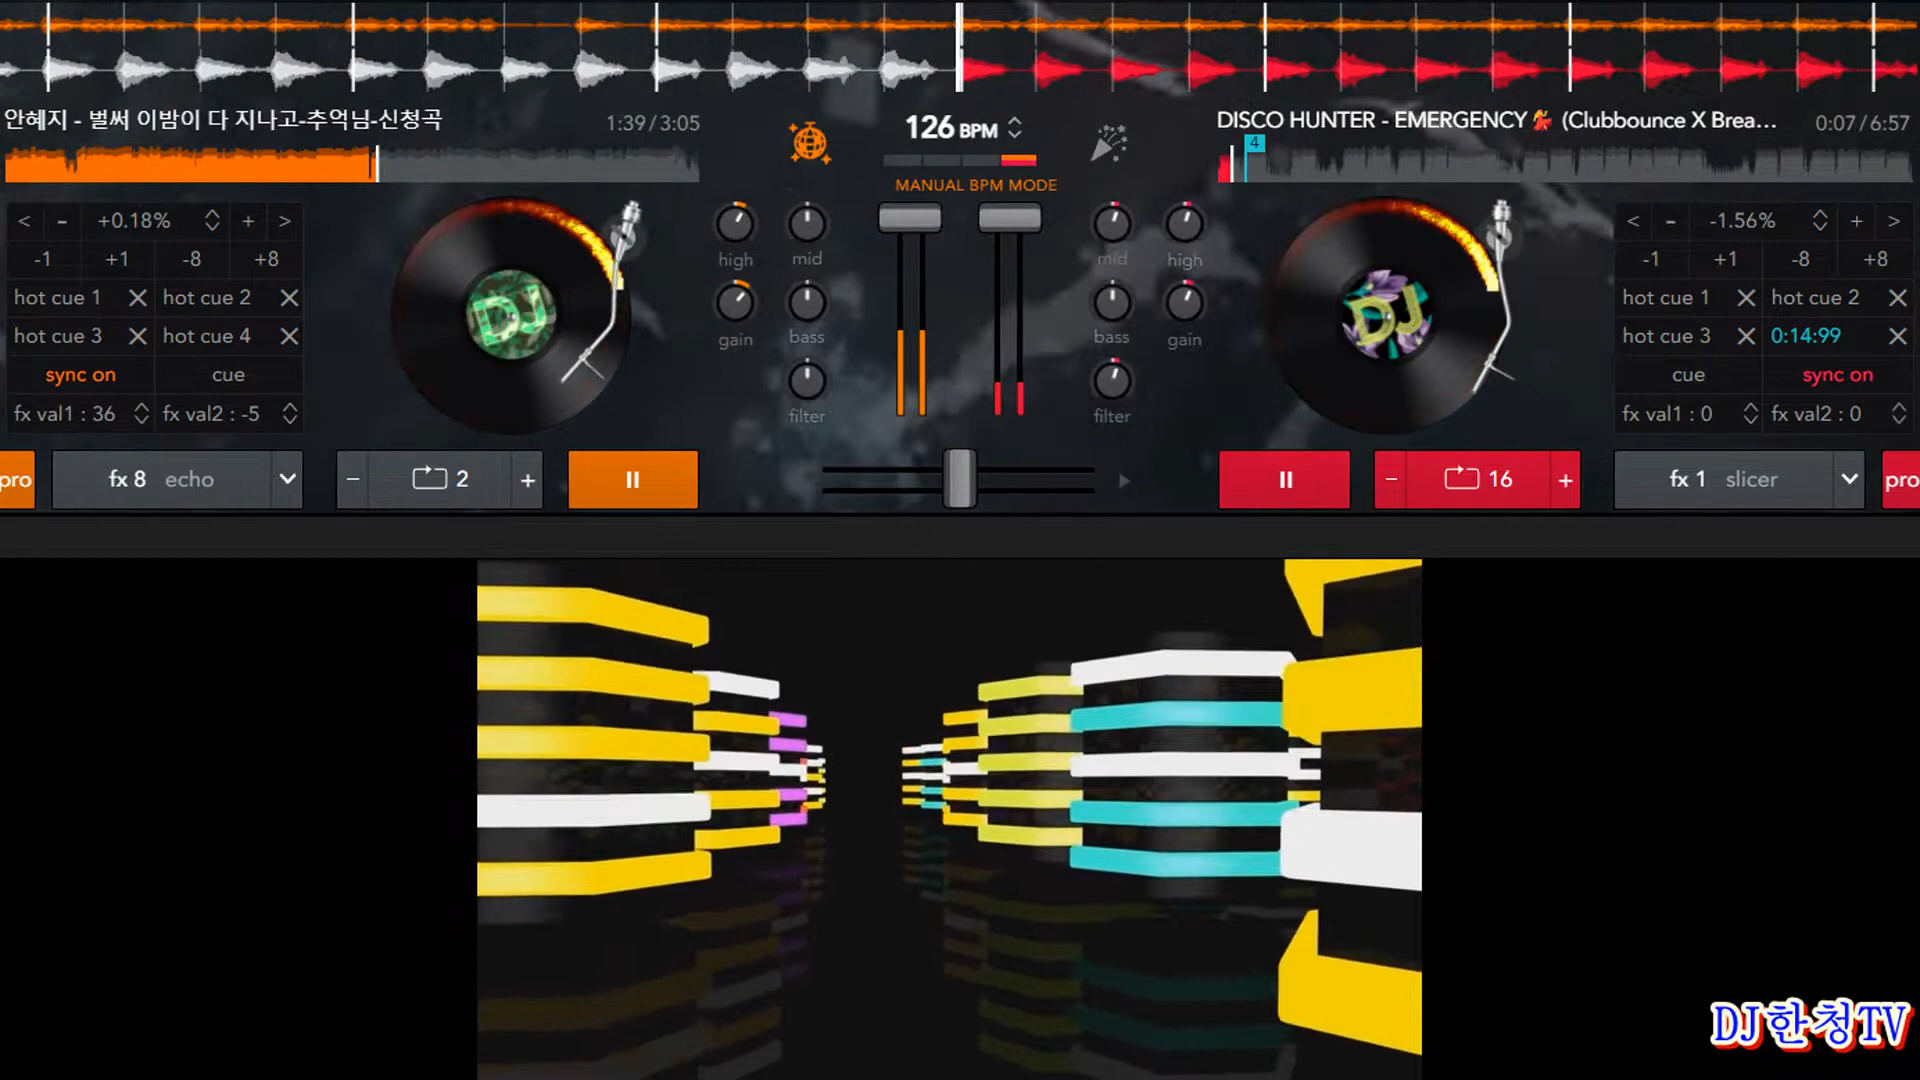 안혜지 - 벌써 이밤이 다 지나고-추억님-신청곡
1:39/3:05
126 BPM
MANUAL BPM MODE
DISCO HUNTER - EMERGENCY💃 (Clubbounce X Brea...
0:07/6:57
4
< - +0.18% + >
-1 +1 -8 +8
hot cue 1 hot cue 2
hot cue 3 hot cue 4
sync on cue
fx val1 : 36 fx val2 : -5
DJ
high mid
gain bass
filter
mid high
bass gain
filter
DJ
< - -1.56% + >
-1 +1 -8 +8
hot cue 1 hot cue 2
hot cue 3 0:14:99
cue sync on
fx val1 : 0 fx val2 : 0
pro
fx 8 echo
- 2 +
- 16 +
fx 1 slicer
pro
DJ한청TV